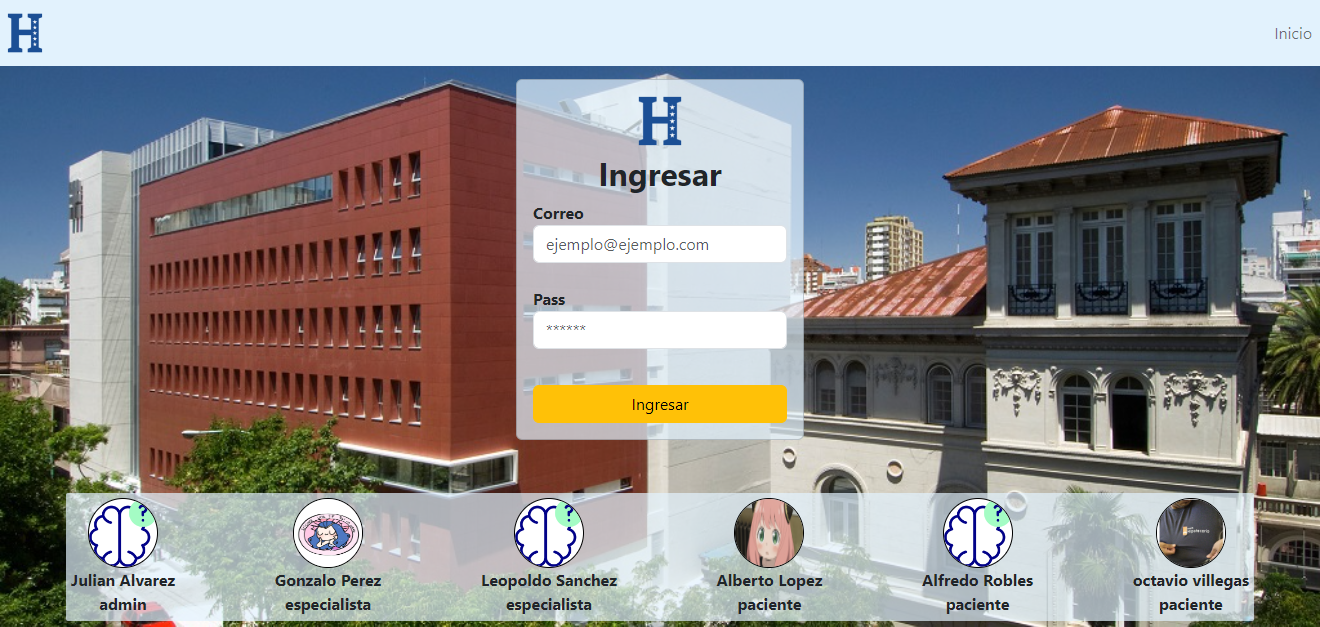 H
Inicio
H
Ingresar
Correo
ejemplo@ejemplo.com
Pass
******
Ingresar
?
?
?
Julian Alvarez
admin
Gonzalo Perez
especialista
Leopoldo Sanchez
especialista
Alberto Lopez
paciente
Alfredo Robles
paciente
octavio villegas
paciente